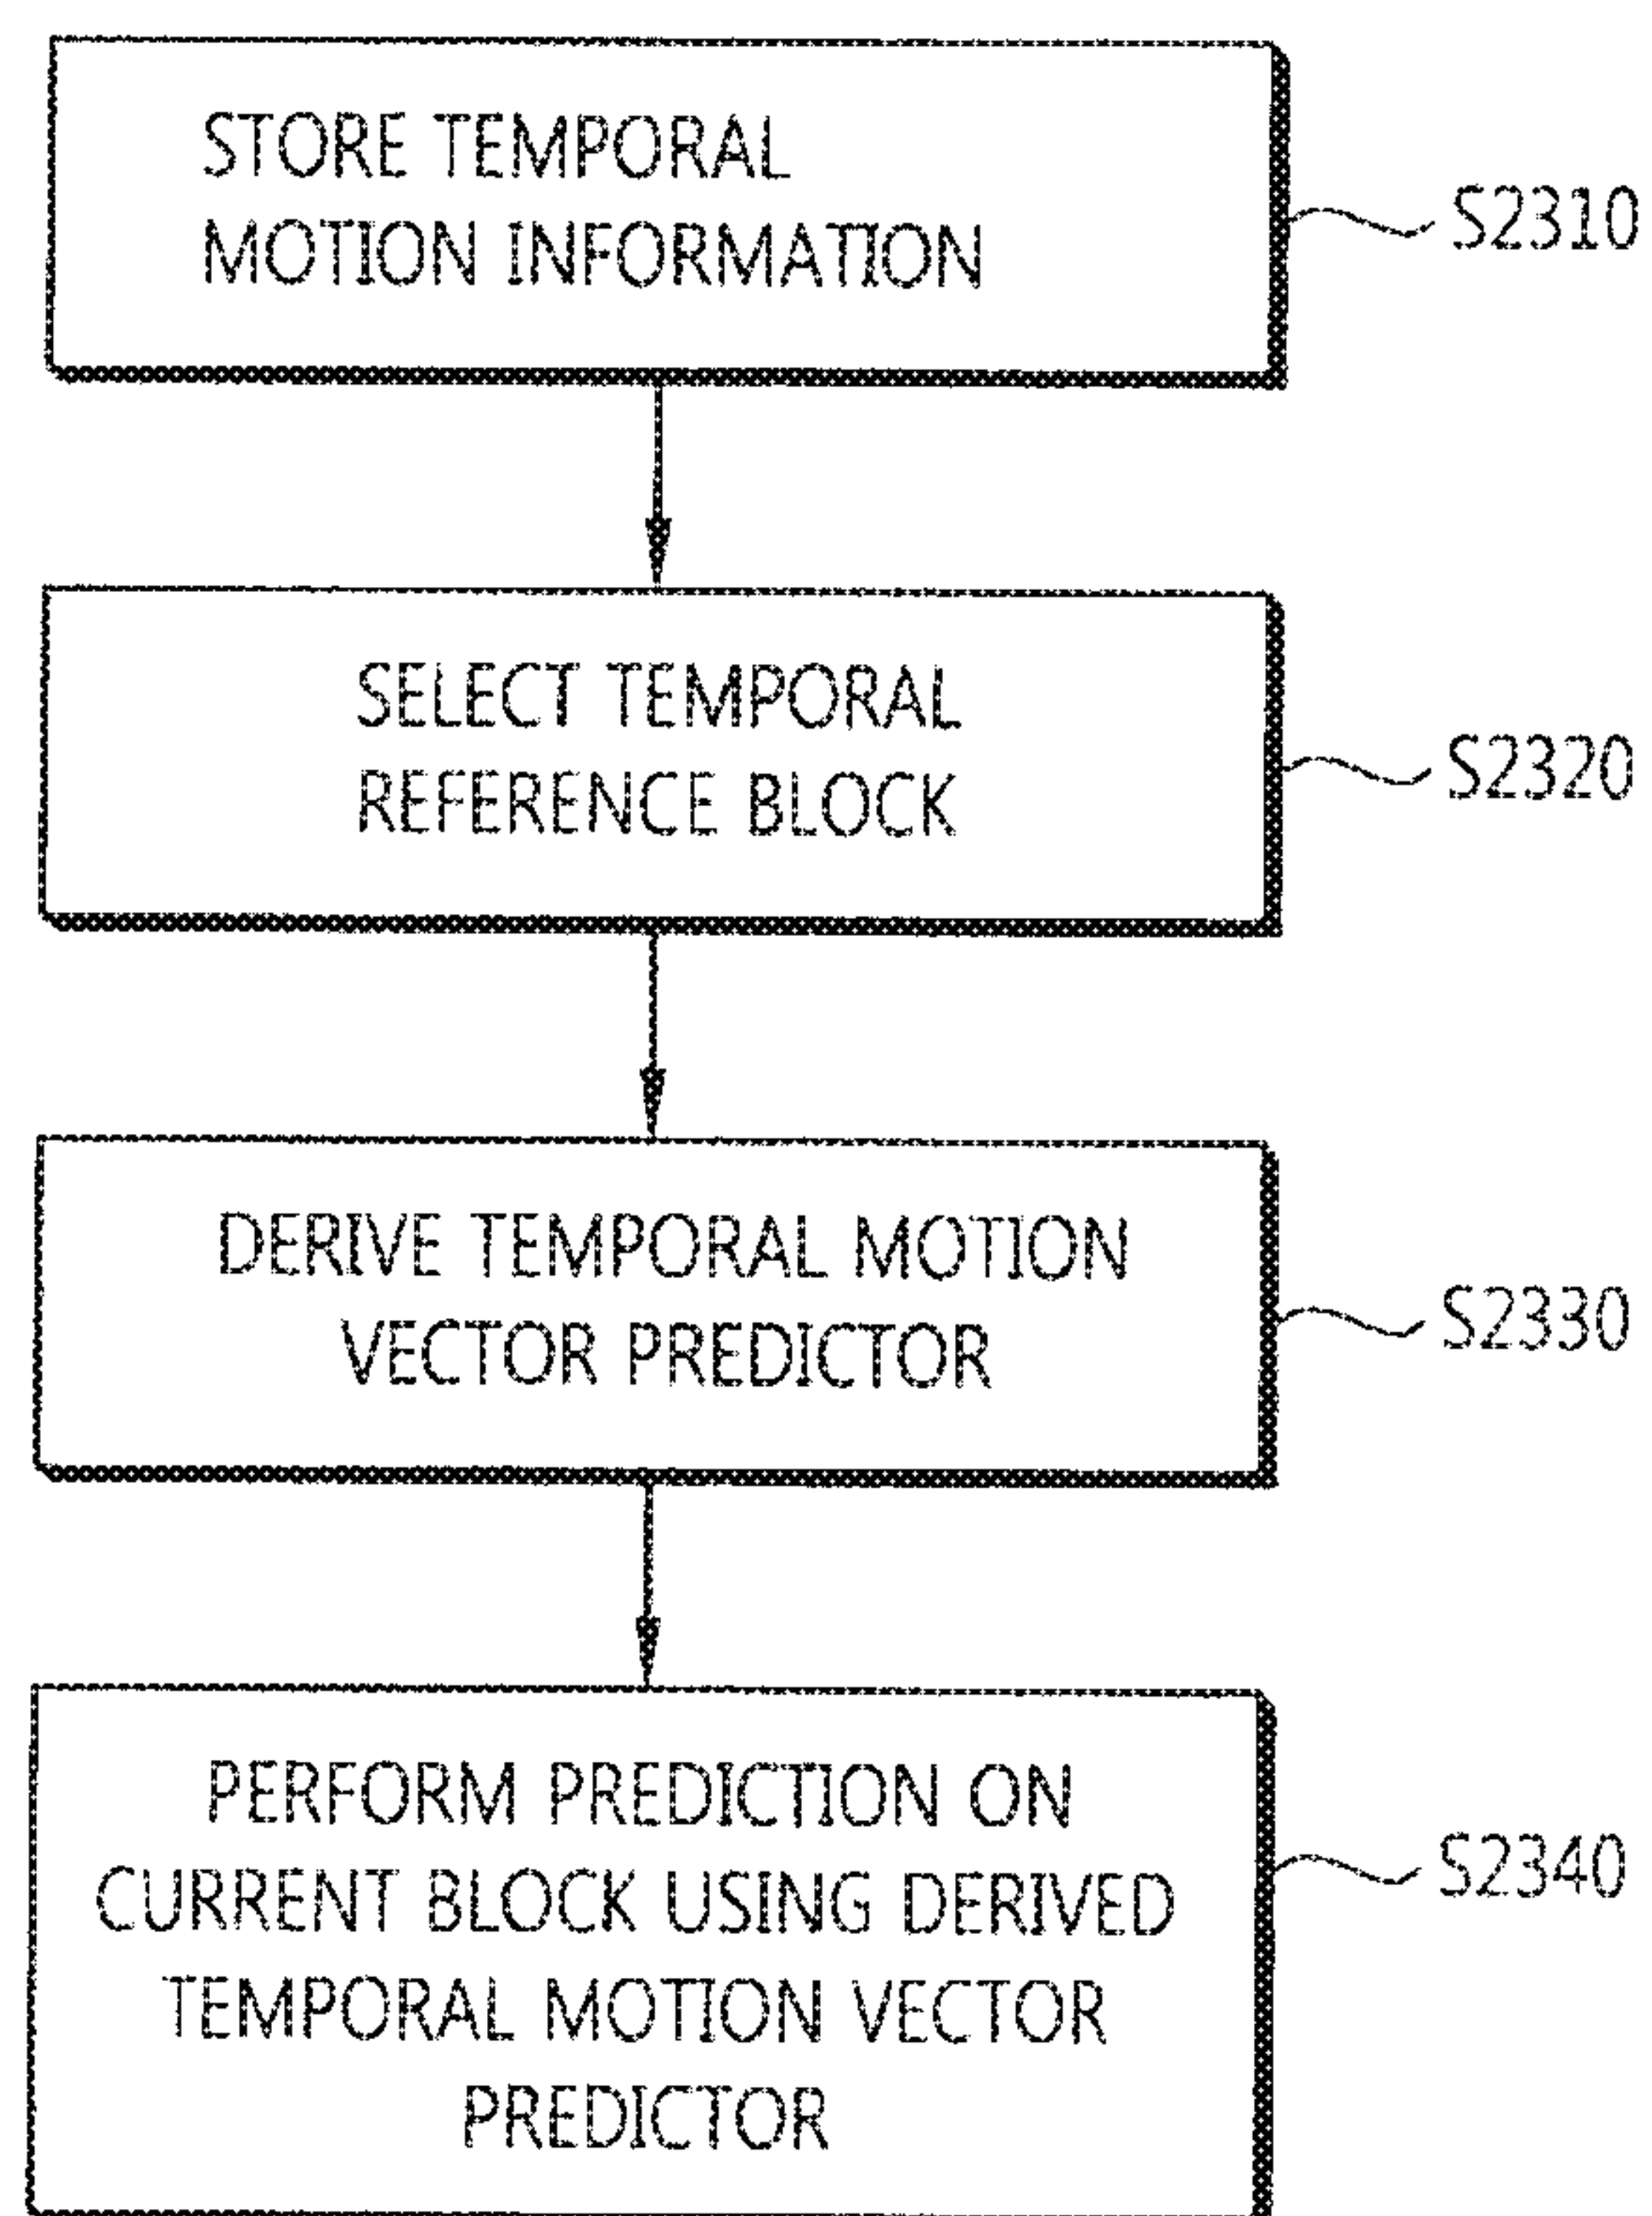 STORE TEMPORAL
MOTION INFORMATION
S2310
SELECT TEMPORAL
REFERENCE BLOCK
S2320
DERIVE TEMPORAL MOTION
VECTOR PREDICTOR
S2330
PERFORM PREDICTION ON
CURRENT BLOCK USING DERIVED
TEMPORAL MOTION VECTOR
PREDICTOR
S2340